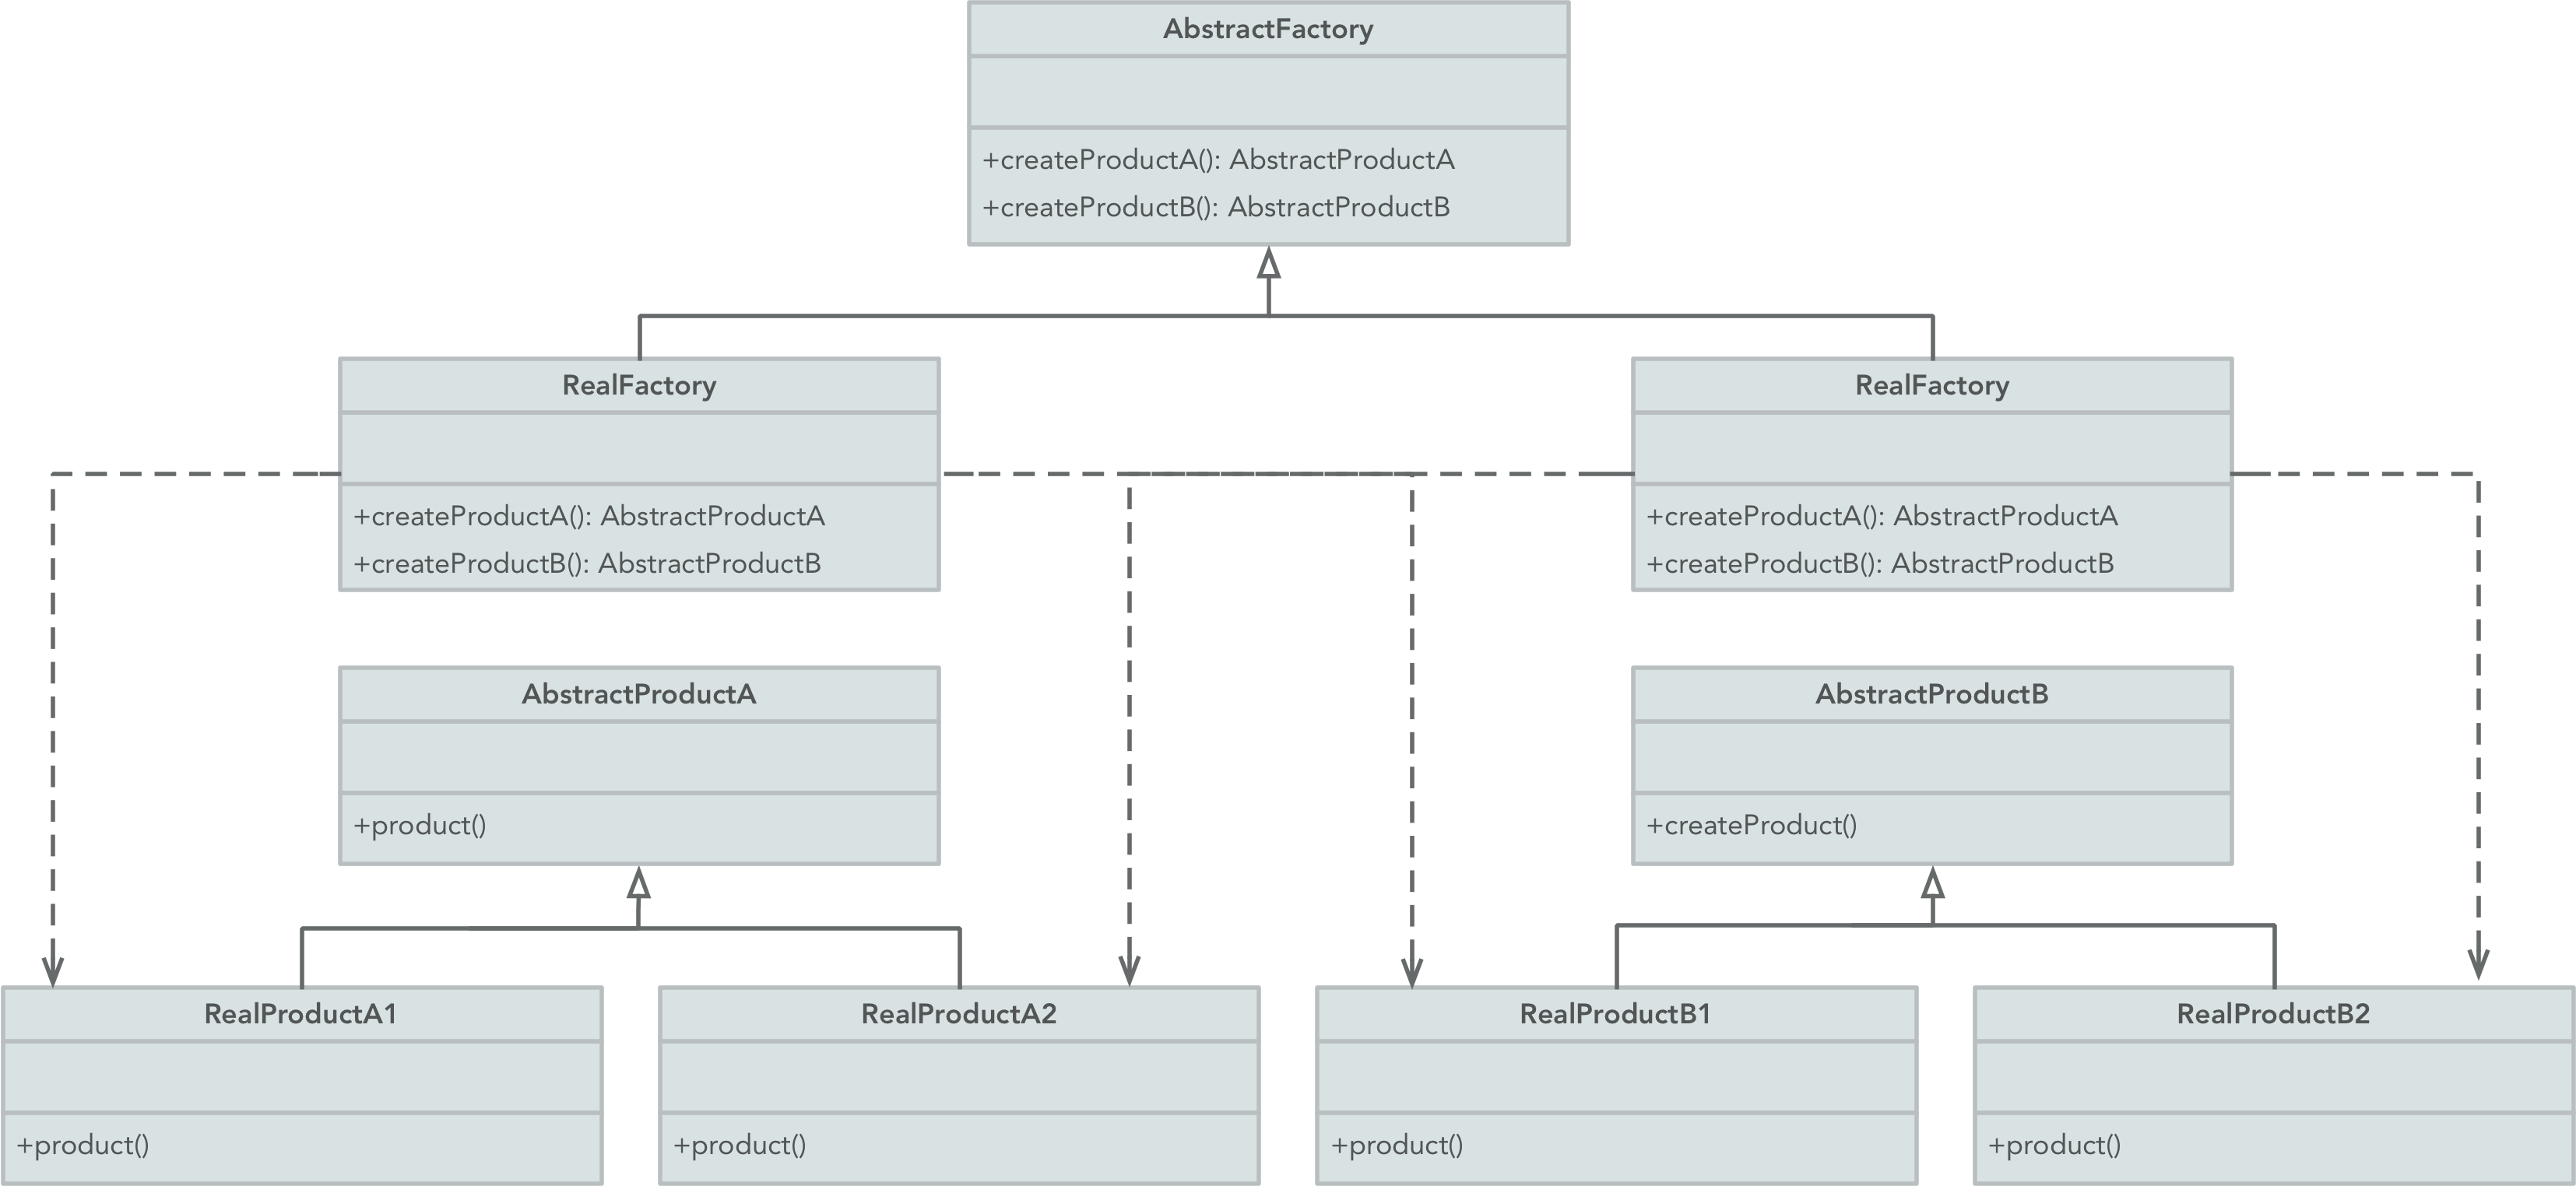 AbstractFactory
+createProductA(): AbstractProductA
+createProductB(): AbstractProductB
RealFactory
+createProductA(): AbstractProductA
+createProductB(): AbstractProductB
RealFactory
+createProductA(): AbstractProductA
+createProductB(): AbstractProductB
AbstractProductA
+product()
AbstractProductB
+createProduct()
RealProductA1
+product()
RealProductA2
+product()
RealProductB1
+product()
RealProductB2
+product()